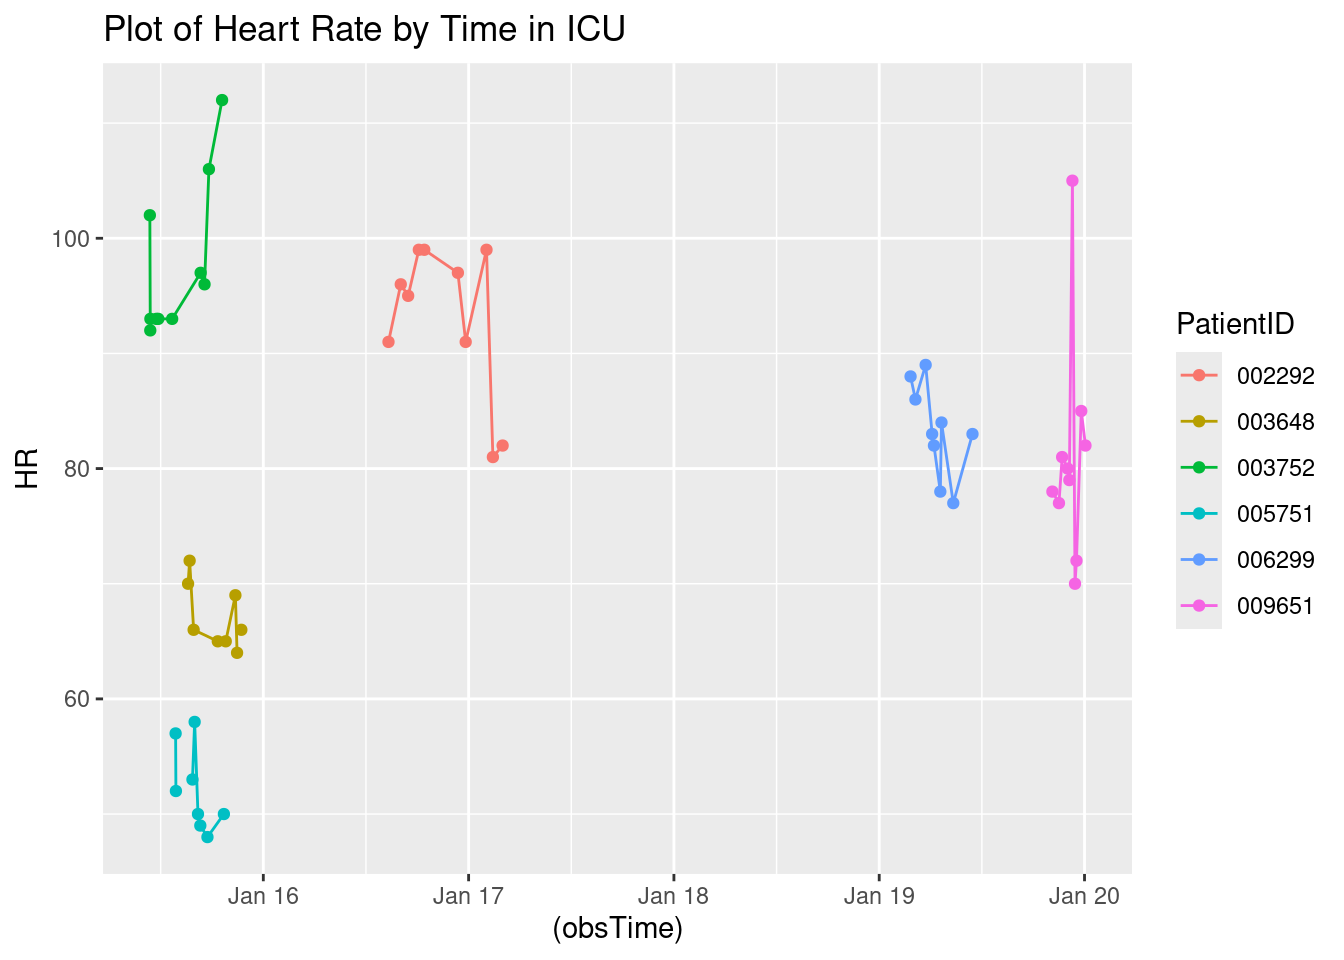 Plot of Heart Rate by Time in ICU
HR
100
80
60
Jan 16
Jan 17
Jan 18
Jan 19
Jan 20
(obsTime)
PatientID
002292
003648
003752
005751
006299
009651